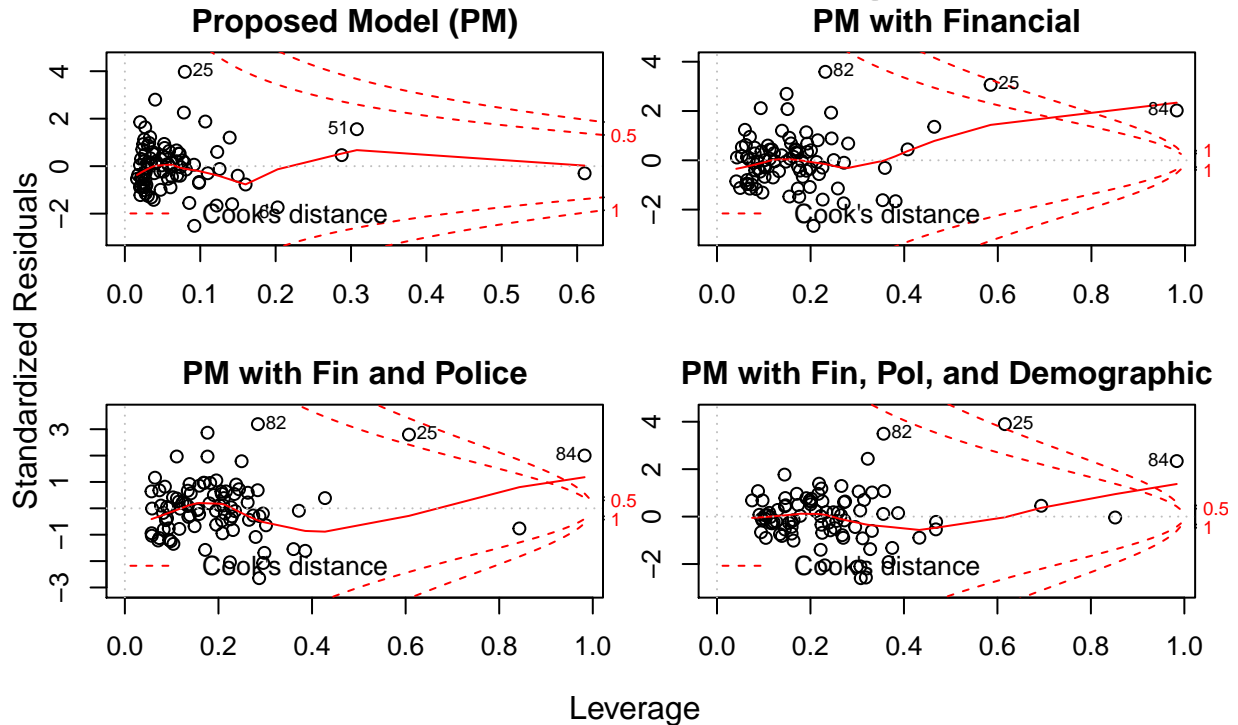 Proposed Model (PM)
PM with Financial
4
2
0
−2
25
51
Cook's distance
0.5
1
0.0 0.1 0.2 0.3 0.4 0.5 0.6
4
2
0
−2
82
25
84
Cook's distance
1
1
0.0 0.2 0.4 0.6 0.8 1.0
Standardized Residuals
PM with Fin and Police
PM with Fin, Pol, and Demographic
3
1
−1
−3
82
25
84
Cook's distance
0.5
1
0.0 0.2 0.4 0.6 0.8 1.0
4
2
0
−2
82
25
84
Cook's distance
0.5
1
0.0 0.2 0.4 0.6 0.8 1.0
Leverage